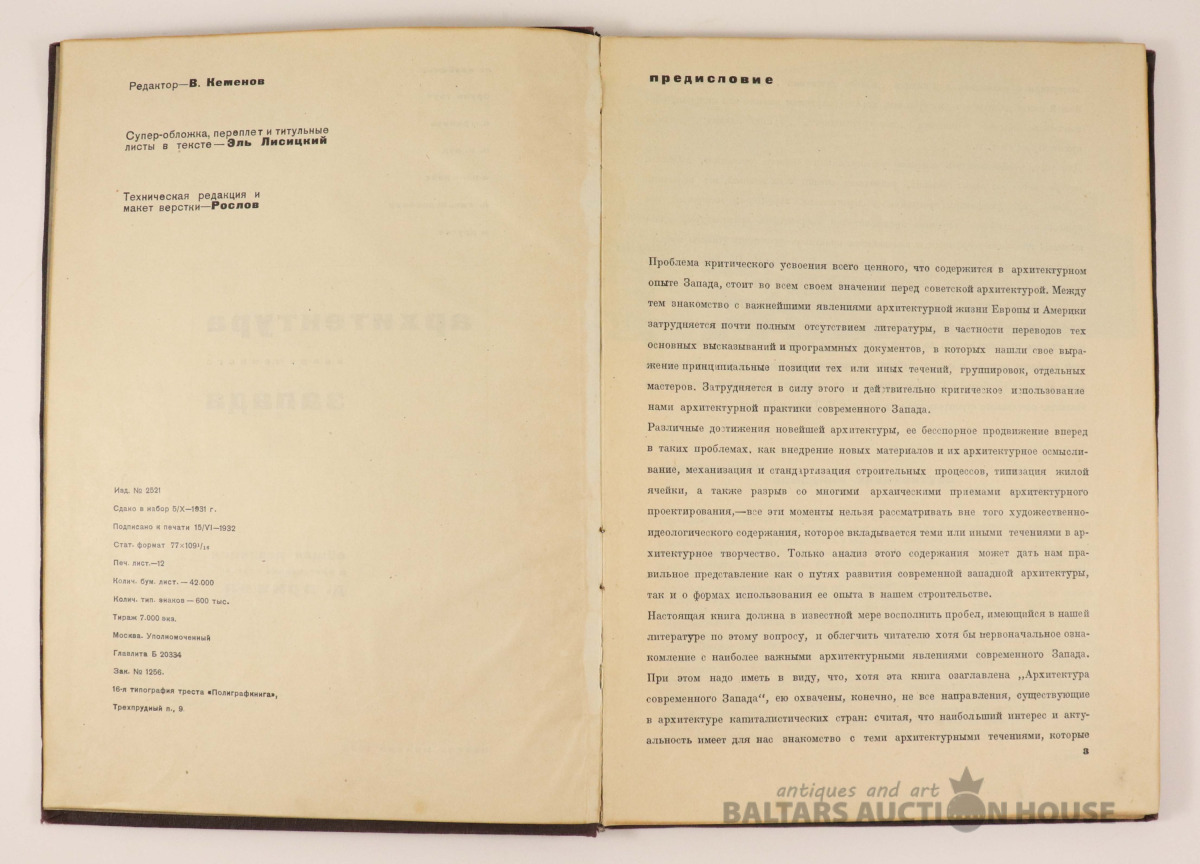 Редактор—В. Кеменов
Супер-обложка, переплет и титульные
листы в тексте—Эль Лисицкий
Техническая редакция и
макет верстки—Рослов
Изд. № 2521
Сдано в набор 5/X—1931 г.
Подписано к печати 15/VI—1932
Стат. формат 77×109¹/₁₆
Печ. лист.—12
Колич. бум. лист.—42.000
Колич. тип. знаков—600 тыс.
Тираж 7.000 экз.
Москва. Уполномоченный
Главлита Б 20334
Зак. № 1256.
16-я типография треста «Полиграфкнига»,
Трехпрудный п., 9.
предисловие
Проблема критического усвоения всего ценного, что содержится в архитектурном
опыте Запада, стоит во всем своем значении перед советской архитектурой. Между
тем знакомство с важнейшими явлениями архитектурной жизни Европы и Америки
затрудняется почти полным отсутствием литературы, в частности переводов тех
основных высказываний и программных документов, в которых нашли свое выра-
жение принципиальные позиции тех или иных течений, группировок, отдельных
мастеров. Затрудняется в силу этого и действительно критическое использование
нами архитектурной практики современного Запада.
Различные достижения новейшей архитектуры, ее бесспорное продвижение вперед
в таких проблемах, как внедрение новых материалов и их архитектурное осмысли-
вание, механизация и стандартизация строительных процессов, типизация жилой
ячейки, а также разрыв со многими архаическими приемами архитектурного
проектирования,—все эти моменты нельзя рассматривать вне того художественно-
идеологического содержания, которое вкладывается теми или иными течениями в ар-
хитектурное творчество. Только анализ этого содержания может дать нам пра-
вильное представление как о путях развития современной западной архитектуры,
так и о формах использования ее опыта в нашем строительстве.
Настоящая книга должна в известной мере восполнить пробел, имеющийся в нашей
литературе по этому вопросу, и облегчить читателю хотя бы первоначальное озна-
комление с наиболее важными архитектурными явлениями современного Запада.
При этом надо иметь в виду, что, хотя эта книга озаглавлена „Архитектура
современного Запада“, ею охвачены, конечно, не все направления, существующие
в архитектуре капиталистических стран: считая, что наибольший интерес и акту-
альность имеет для нас знакомство с теми архитектурными течениями, которые
3
antiques and art
BALTARS AUCTION HOUSE